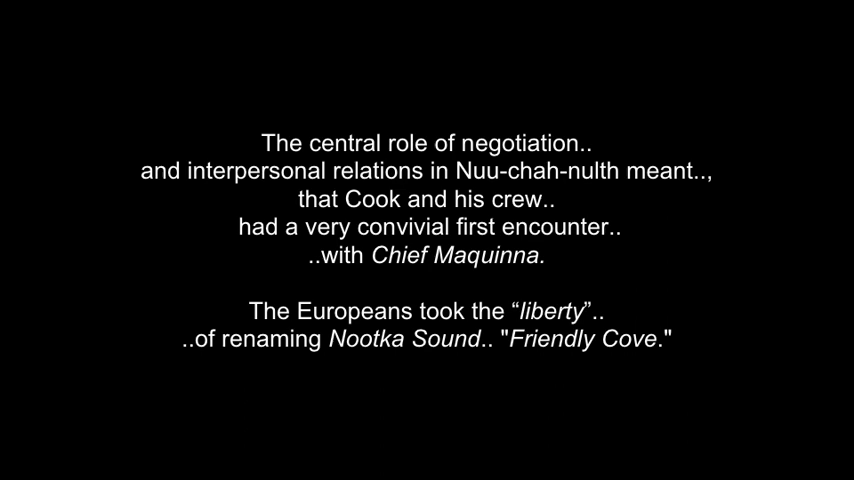 The central role of negotiation..
and interpersonal relations in Nuu-chah-nulth meant..,
that Cook and his crew..
had a very convivial first encounter..
..with Chief Maquinna.
The Europeans took the “liberty”..
..of renaming Nootka Sound.. "Friendly Cove."